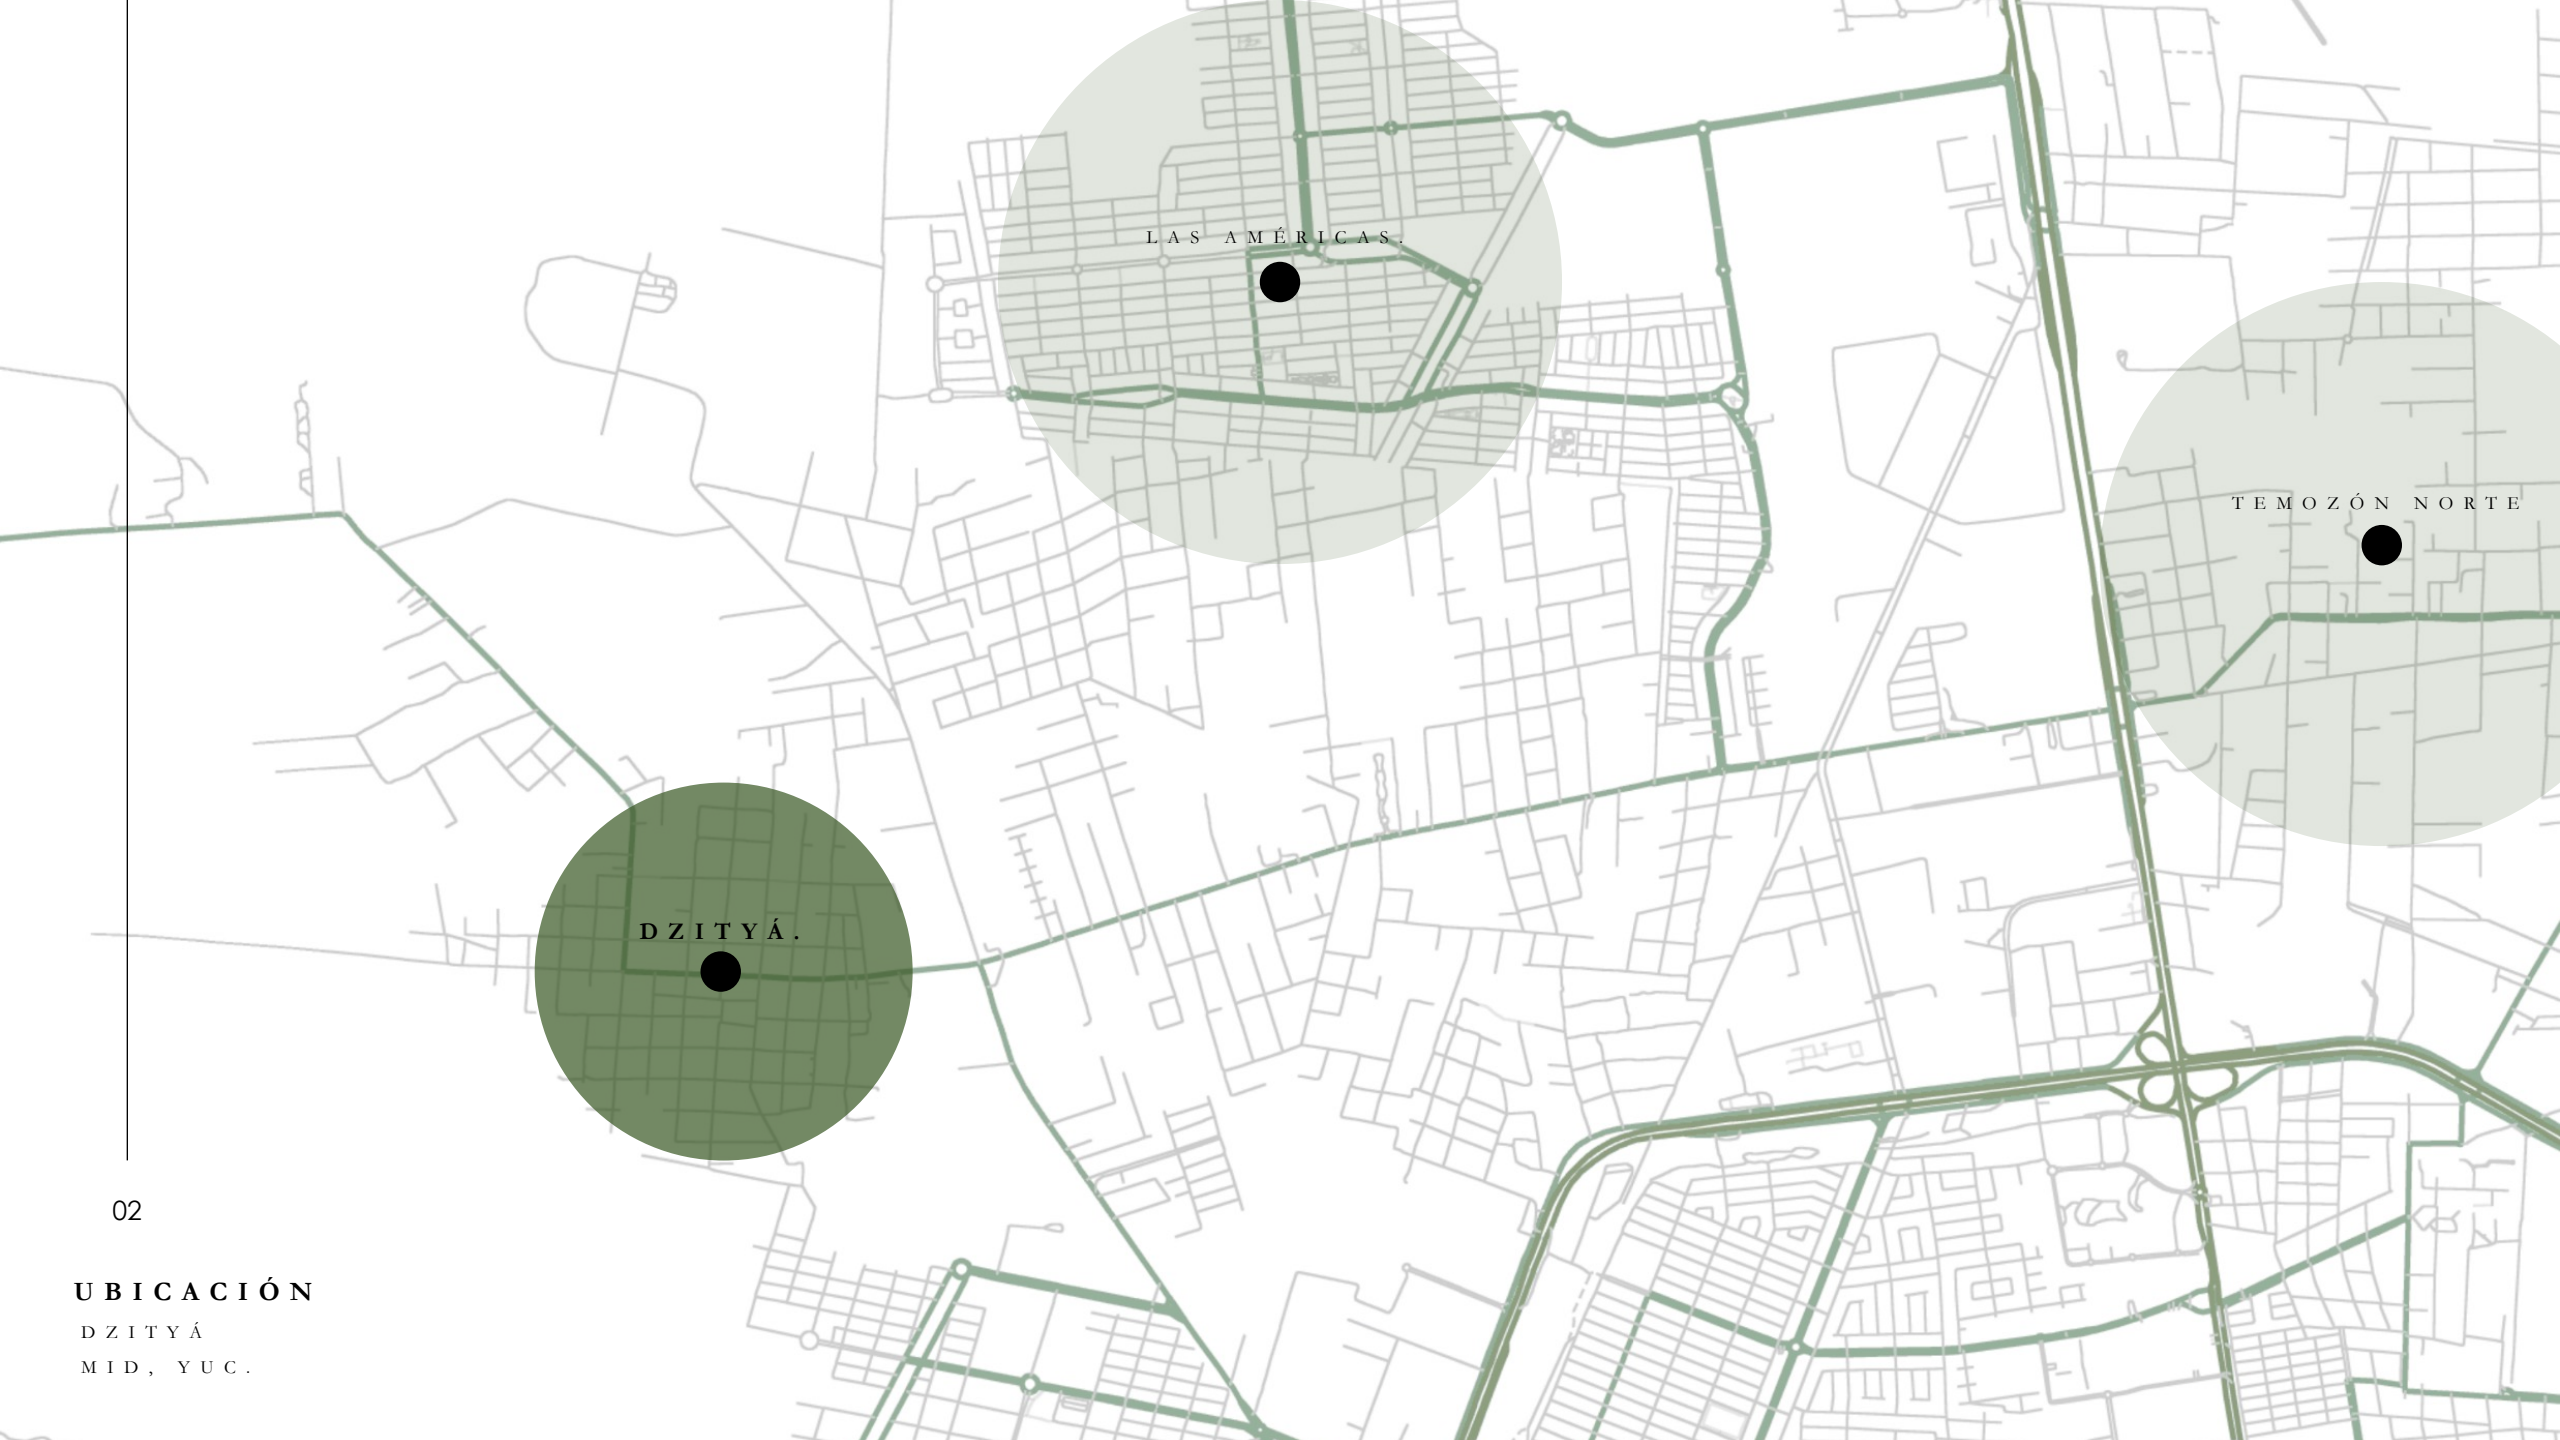 LAS AMÉRICAS.
TEMOZÓN NORTE
DZITYÁ.
02
UBICACIÓN
DZITYÁ
MID, YUC.